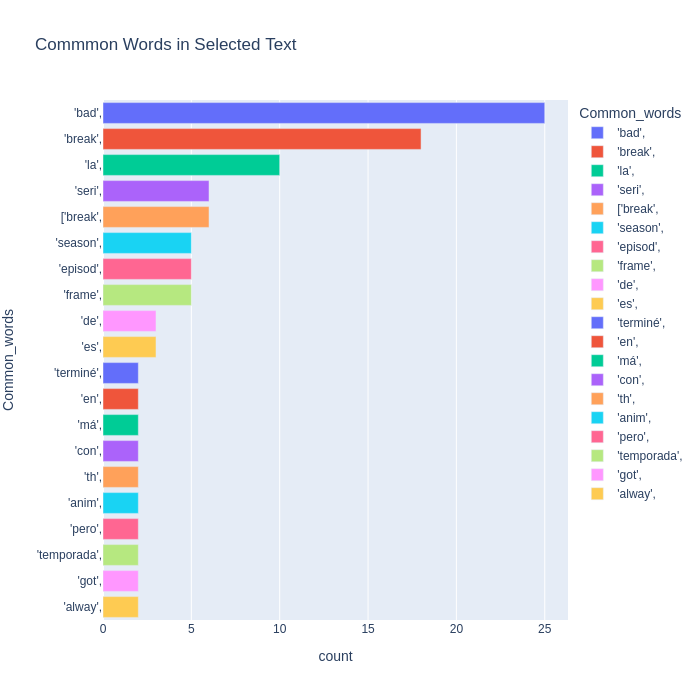 Commmon Words in Selected Text
Common_words
'bad',
'break',
'la',
'seri',
['break',
'season',
'episod',
'frame',
'de',
'es',
'terminé',
'en',
'má',
'con',
'th',
'anim',
'pero',
'temporada',
'got',
'alway',
0 5 10 15 20 25
count
Common_words
'bad',
'break',
'la',
'seri',
['break',
'season',
'episod',
'frame',
'de',
'es',
'terminé',
'en',
'má',
'con',
'th',
'anim',
'pero',
'temporada',
'got',
'alway',